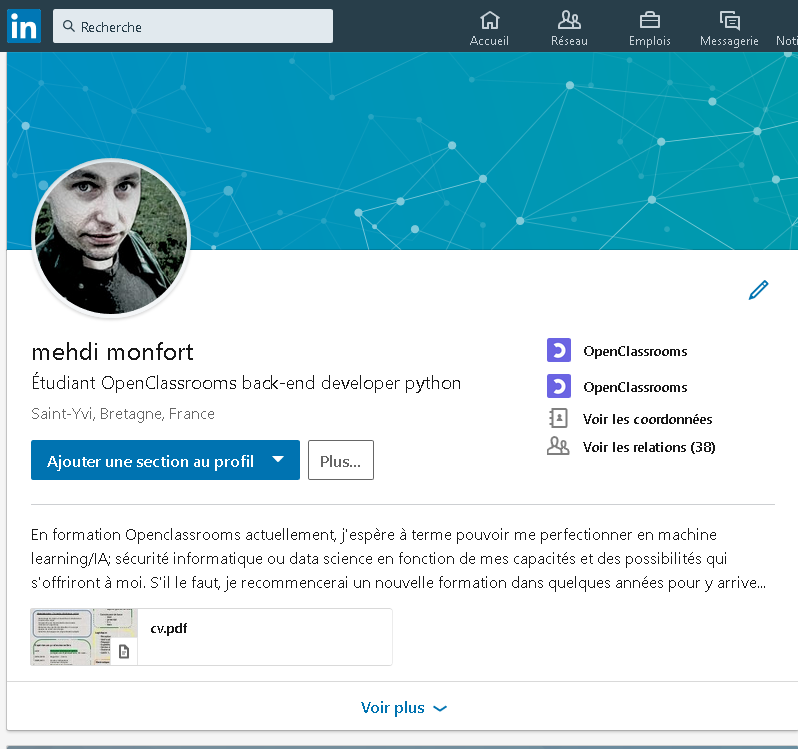 in
Recherche
Accueil
Réseau
Emplois
Messagerie
mehdi monfort
Étudiant OpenClassrooms back-end developer python
Saint-Yvi, Bretagne, France
Ajouter une section au profil
Plus...
OpenClassrooms
OpenClassrooms
Voir les coordonnées
Voir les relations (38)
En formation Openclassrooms actuellement, j'espère à terme pouvoir me perfectionner en machine
learning/IA; sécurité informatique ou data science en fonction de mes capacités et des possibilités qui
s'offriront à moi. S'il le faut, je recommencerai un nouvelle formation dans quelques années pour y arrive...
cv.pdf
Voir plus